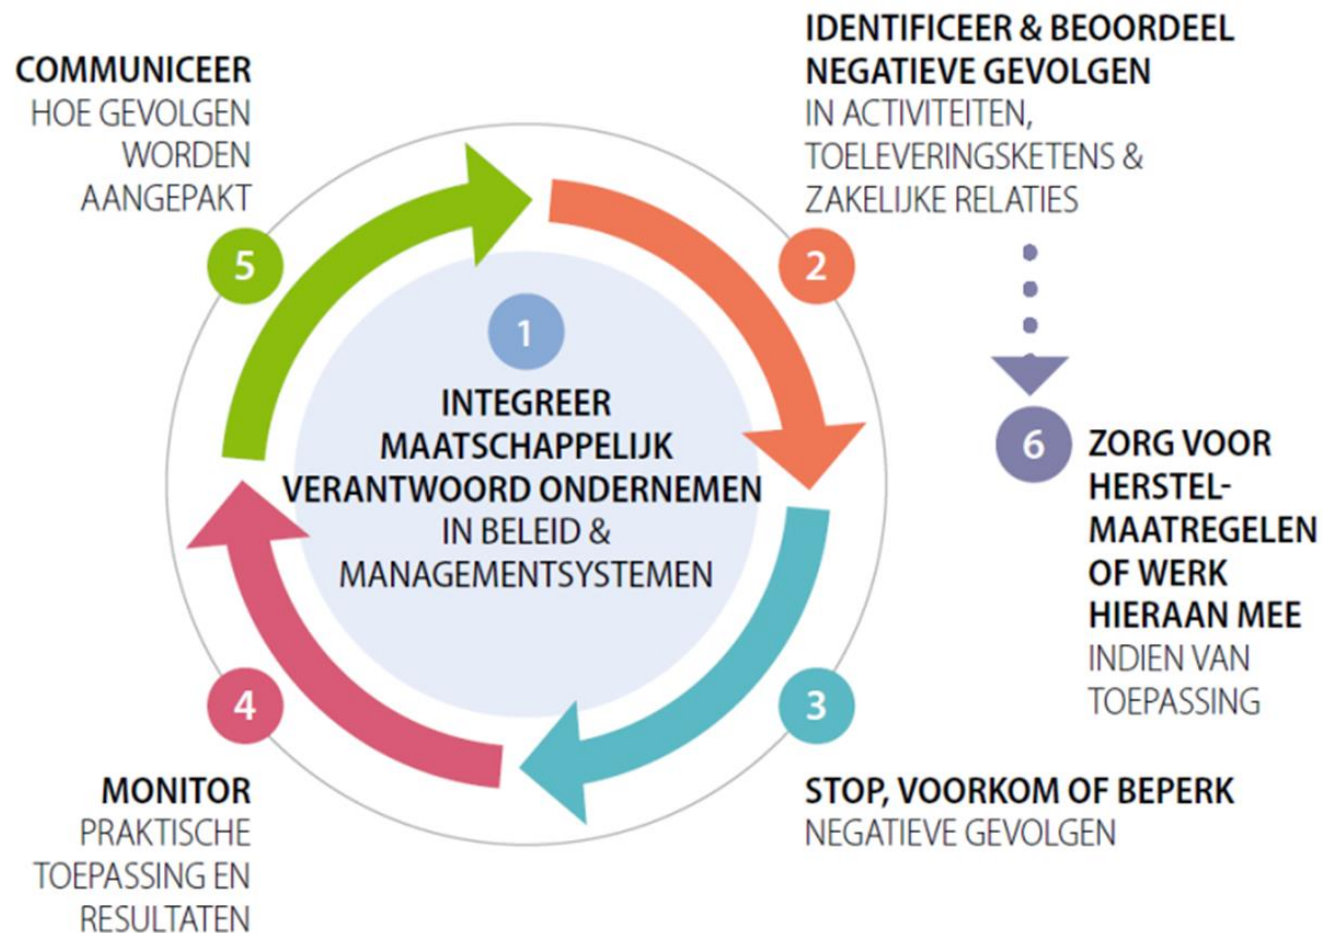 1
INTEGREER
MAATSCHAPPELIJK
VERANTWOORD ONDERNEMEN
IN BELEID &
MANAGEMENTSYSTEMEN
2
IDENTIFICEER & BEOORDEEL
NEGATIEVE GEVOLGEN
IN ACTIVITEITEN,
TOELEVERINGSKETENS &
ZAKELIJKE RELATIES
3
STOP, VOORKOM OF BEPERK
NEGATIEVE GEVOLGEN
4
MONITOR
PRAKTISCHE
TOEPASSING EN
RESULTATEN
5
COMMUNICEER
HOE GEVOLGEN
WORDEN
AANGEPAKT
6
ZORG VOOR
HERSTEL-
MAATREGELEN
OF WERK
HIERAAN MEE
INDIEN VAN
TOEPASSING